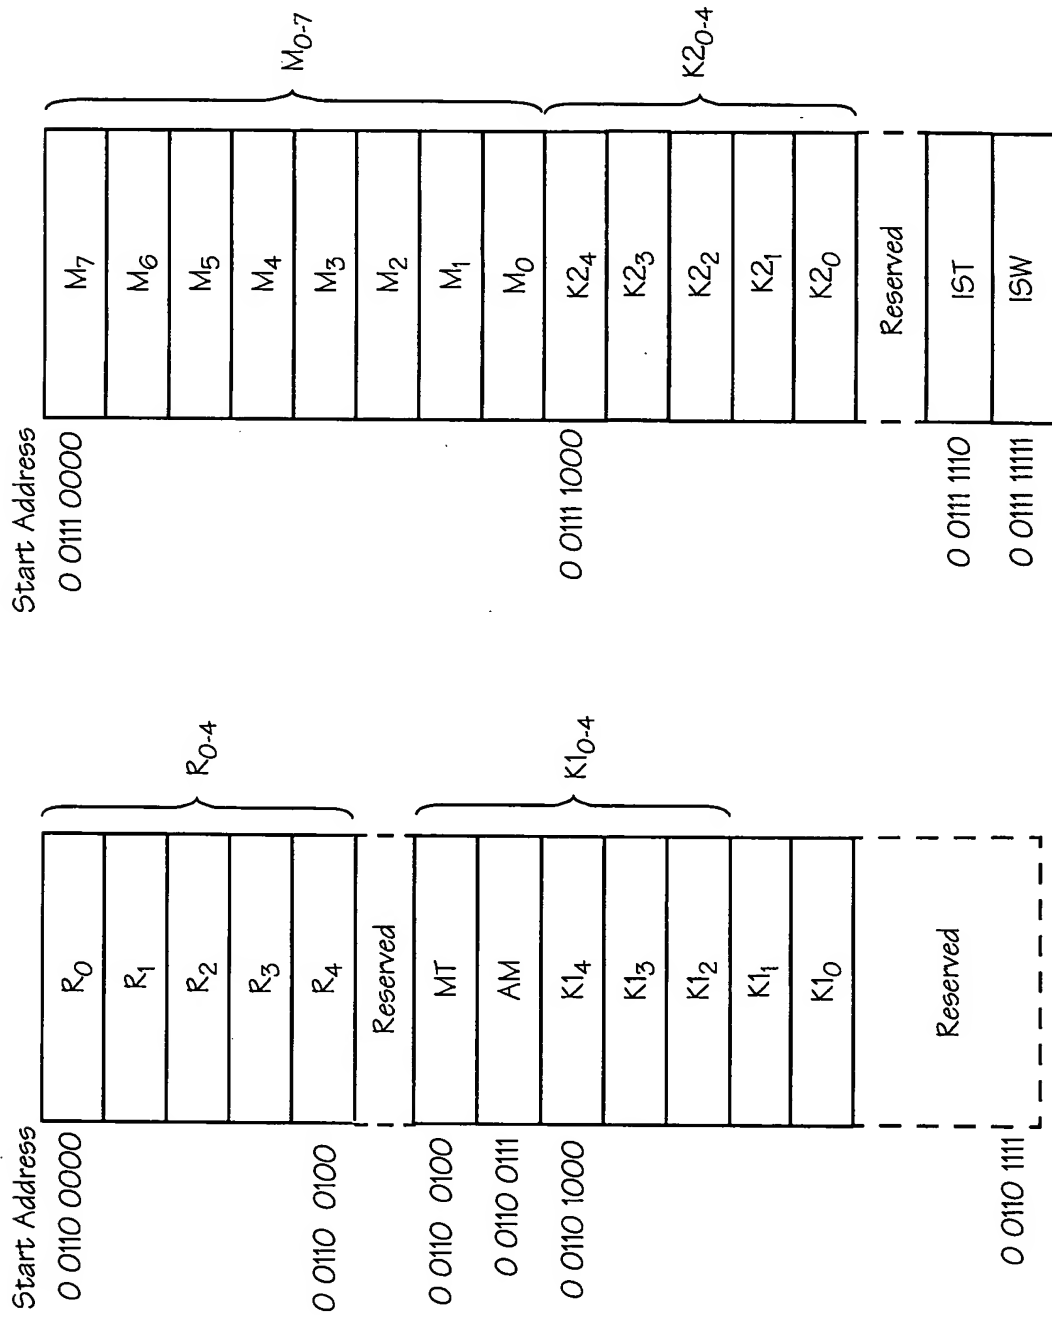 Start Address
0 0110 0000
R0
R1
R2
R3
0 0110 0100
R4
R0-4
Reserved
0 0110 0100
MT
0 0110 0111
AM
0 0110 1000
K14
K13
K12
K11
K10
K10-4
Reserved
0 0110 1111
Start Address
0 0111 0000
M7
M6
M5
M4
M3
M2
M1
M0
M0-7
0 0111 1000
K24
K23
K22
K21
K20
K20-4
Reserved
0 0111 1110
IST
0 0111 11111
ISW